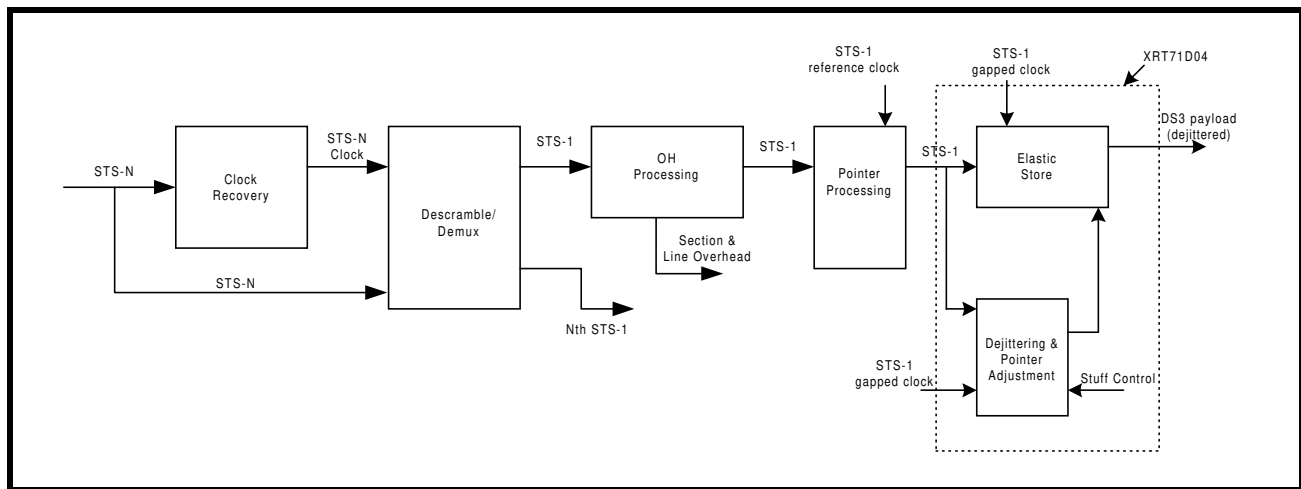 STS-N
Clock
Recovery
STS-N
Clock
STS-N
Descramble/
Demux
STS-1
Nth STS-1
OH
Processing
Section &
Line Overhead
STS-1
STS-1
reference clock
Pointer
Processing
STS-1
STS-1
gapped clock
XRT71D04
Elastic
Store
DS3 payload
(dejittered)
Dejittering &
Pointer
Adjustment
STS-1
gapped clock
Stuff Control